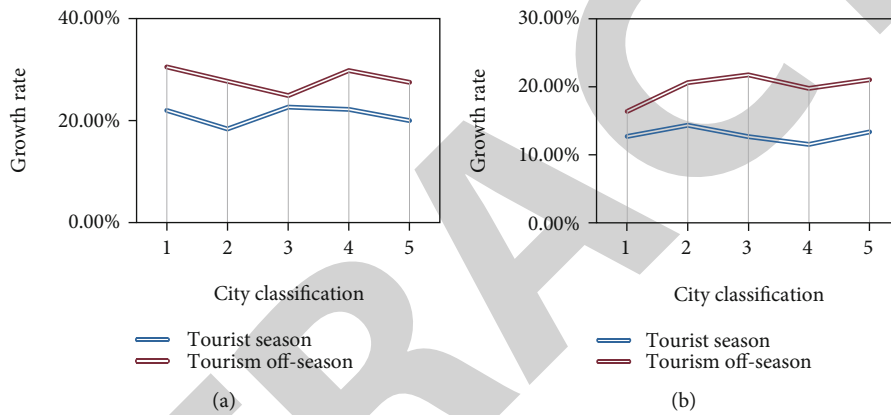 40.00%
20.00%
0.00%
Growth rate
1 2 3 4 5
City classification
Tourist season
Tourism off-season
(a)
30.00%
20.00%
10.00%
0.00%
Growth rate
1 2 3 4 5
City classification
Tourist season
Tourism off-season
(b)
TRAC